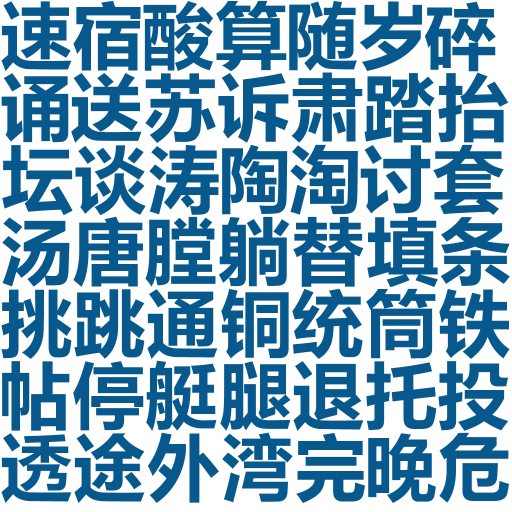 速宿酸算随岁碎
诵送苏诉肃踏抬
坛谈涛陶淘讨套
汤唐膛躺替填条
挑跳通铜统筒铁
帖停艇腿退托投
透途外湾完晚危